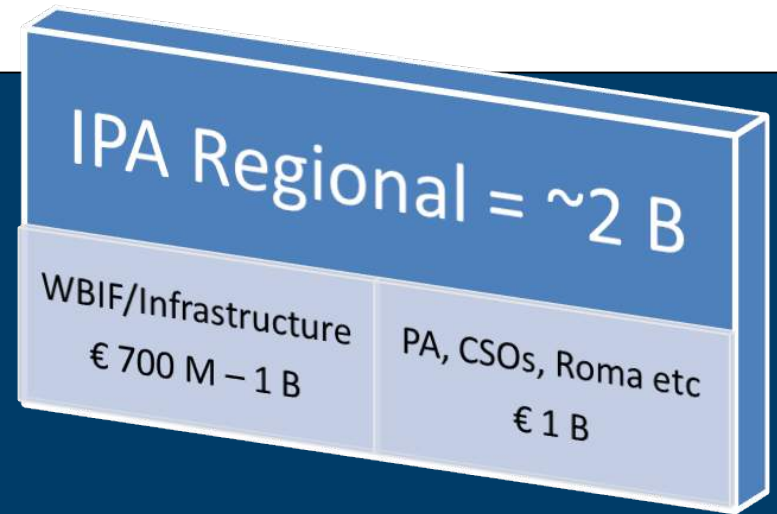 IPA Regional = ~2 B
WBIF/Infrastructure
€ 700 M – 1 B
PA, CSOs, Roma etc
€ 1 B